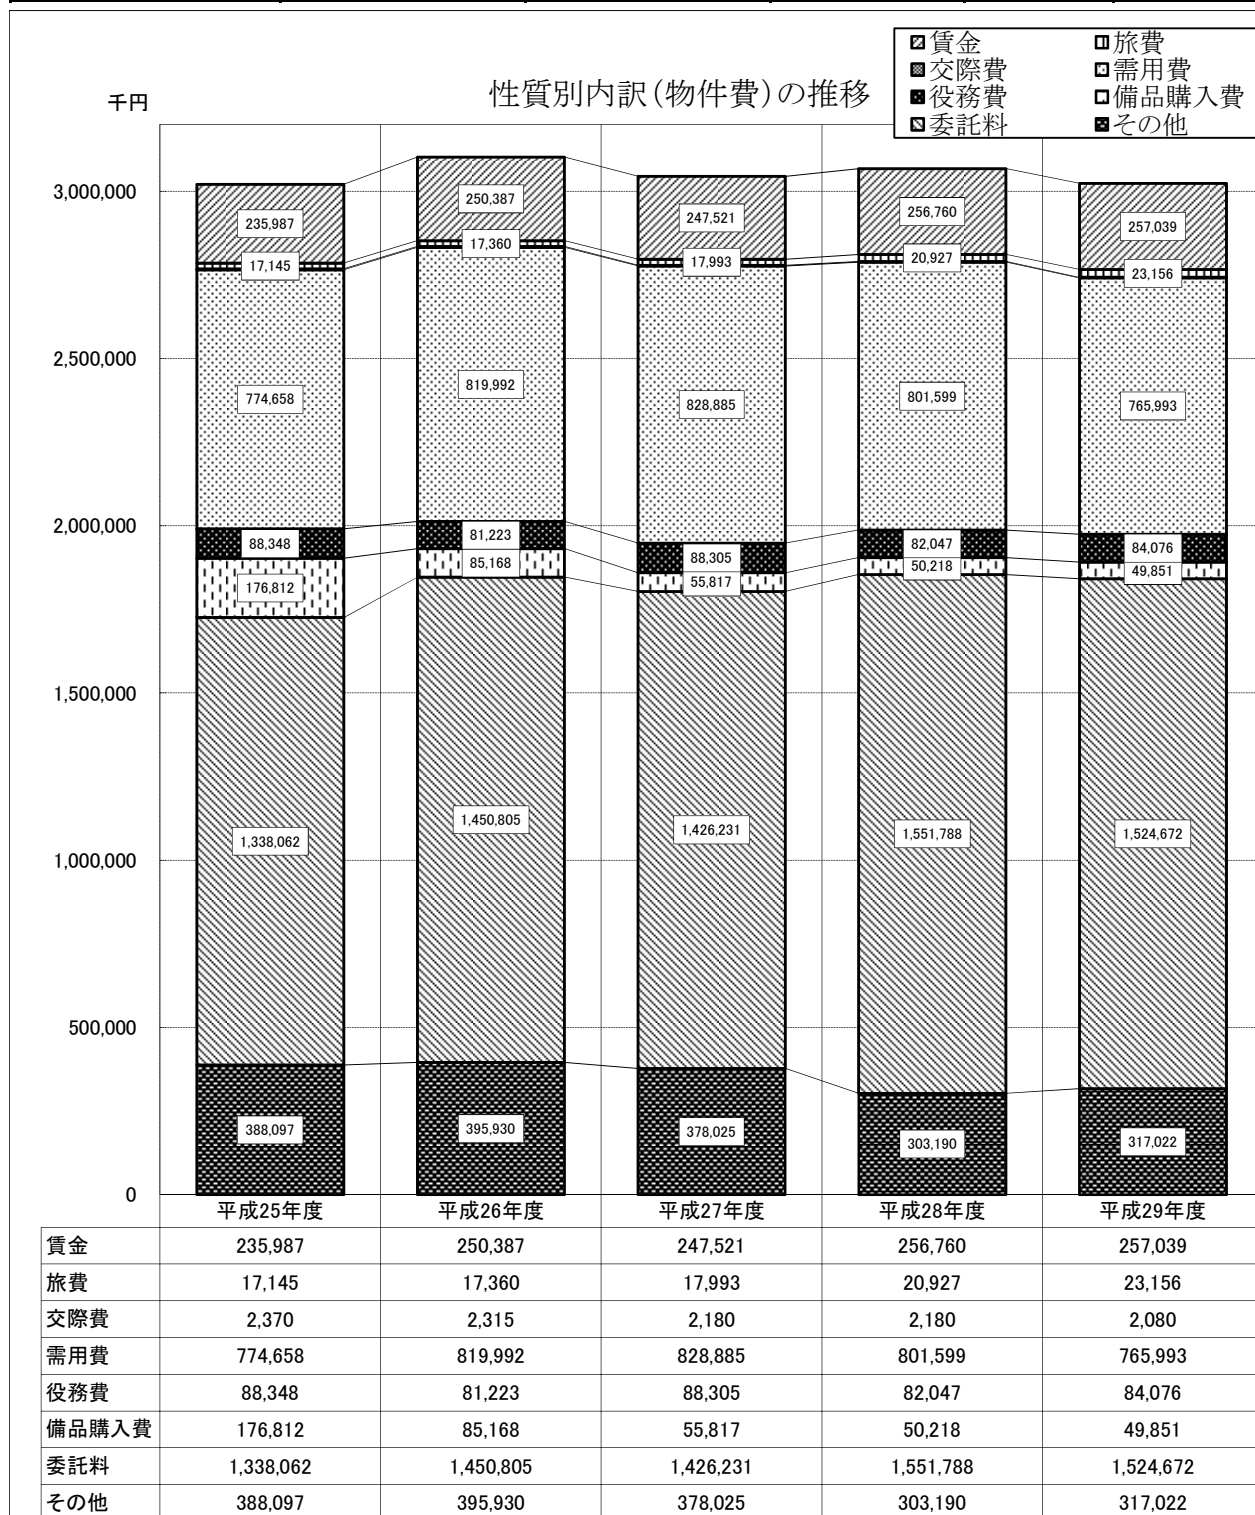 賃金 旅費
交際費 需用費
役務費 備品購入費
委託料 その他
性質別内訳(物件費)の推移
千円
3,000,000
2,500,000
2,000,000
1,500,000
1,000,000
500,000
0
235,987 250,387 247,521 256,760 257,039
17,145 17,360 17,993 20,927 23,156
774,658 819,992 828,885 801,599 765,993
88,348 81,223 88,305 82,047 84,076
176,812 85,168 55,817 50,218 49,851
1,338,062 1,450,805 1,426,231 1,551,788 1,524,672
388,097 395,930 378,025 303,190 317,022
平成25年度 平成26年度 平成27年度 平成28年度 平成29年度
賃金 235,987 250,387 247,521 256,760 257,039
旅費 17,145 17,360 17,993 20,927 23,156
交際費 2,370 2,315 2,180 2,180 2,080
需用費 774,658 819,992 828,885 801,599 765,993
役務費 88,348 81,223 88,305 82,047 84,076
備品購入費 176,812 85,168 55,817 50,218 49,851
委託料 1,338,062 1,450,805 1,426,231 1,551,788 1,524,672
その他 388,097 395,930 378,025 303,190 317,022